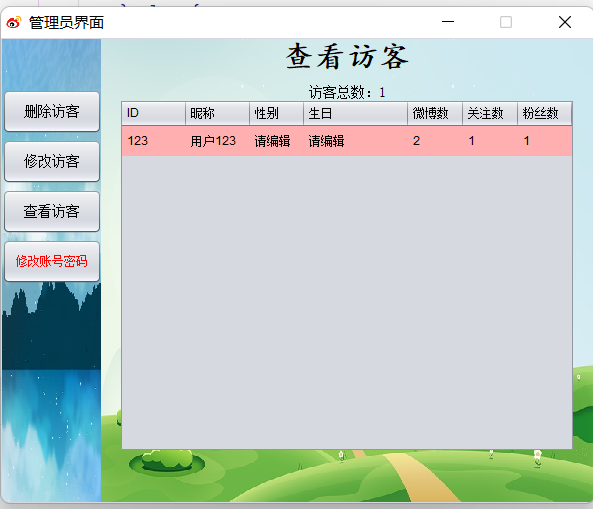 管理员界面
查看访客
访客总数：1
删除访客
修改访客
查看访客
修改账号密码
ID 昵称 性别 生日 微博数 关注数 粉丝数
123 用户123 请编辑 请编辑 2 1 1